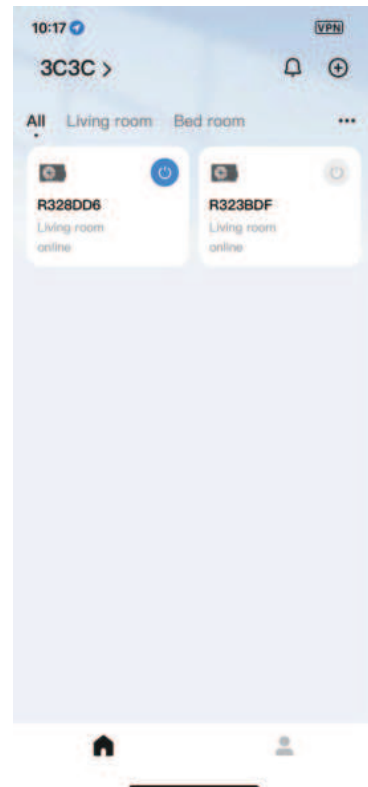 10:17
VPN
3C3C >
All Living room Bed room
R328DD6
Living room
online
R323BDF
Living room
online